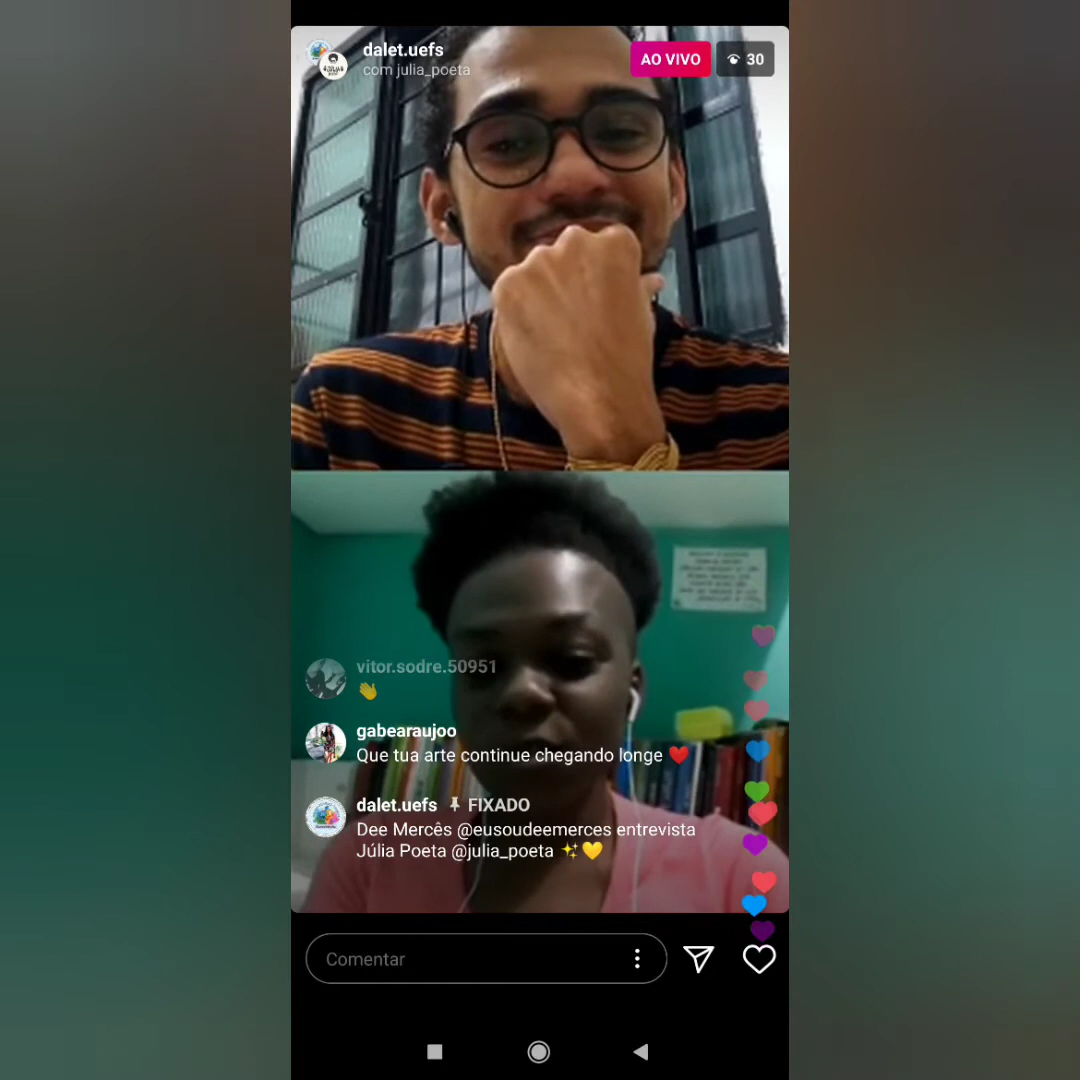 dalet.uefs
com julia_poeta
AO VIVO
30
vitor.sodre.50951
👏
gabearaujoo
Que tua arte continue chegando longe ❤️
dalet.uefs 📌 FIXADO
Dee Mercês @eusoudeemerces entrevista
Júlia Poeta @julia_poeta ✨💛
Comentar